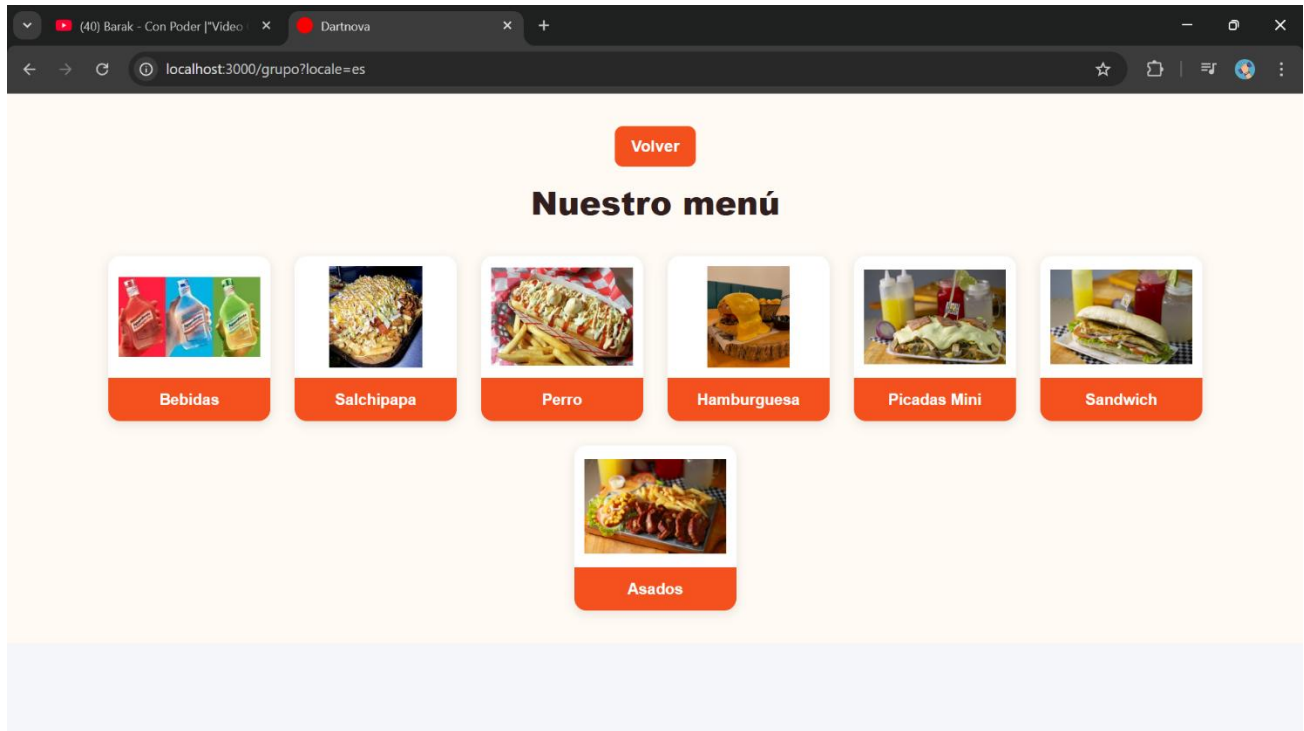 (40) Barak - Con Poder |"Video
Dartnova
localhost:3000/grupo?locale=es
Volver
Nuestro menú
Bebidas
Salchipapa
Perro
Hamburguesa
Picadas Mini
Sandwich
Asados